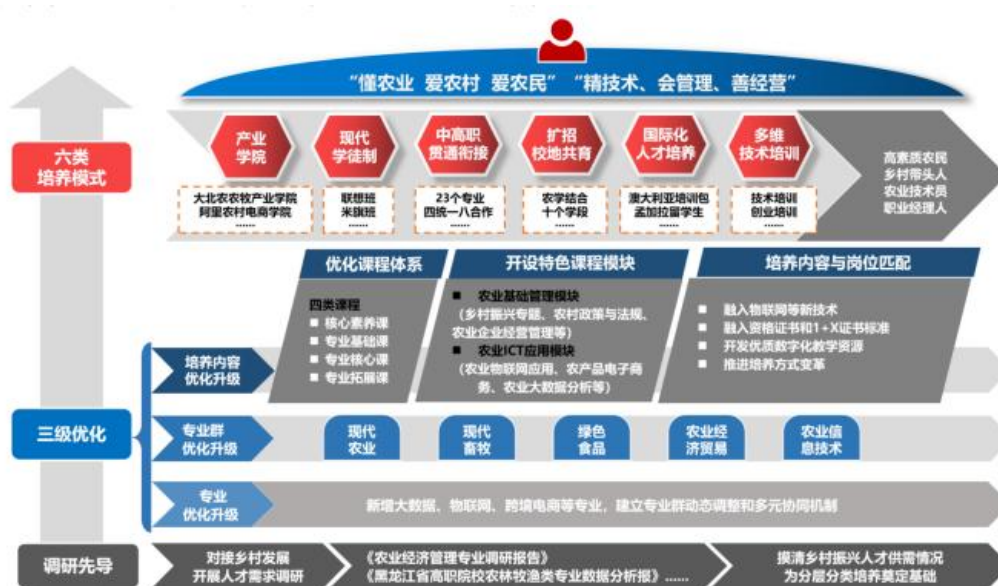 “懂农业 爱农村 爱农民” “精技术、会管理、善经营”
六类
培养模式
产业
学院
现代
学徒制
中高职
贯通衔接
扩招
校地共育
国际化
人才培养
多维
技术培训
大北农农牧产业学院
阿里农村电商学院
……
联想班
米旗班
……
23个专业
四统一八合作
……
农学结合
十个学段
……
澳大利亚培训包
孟加拉留学生
……
技术培训
创业培训
……
高素质农民
乡村带头人
农业技术员
职业经理人
优化课程体系
四类课程
■ 核心素养课
■ 专业基础课
■ 专业核心课
■ 专业拓展课
开设特色课程模块
■ 农业基础管理模块
（乡村振兴专题、农村政策与法规、
农业企业经营管理等）
■ 农业ICT应用模块
（农业物联网应用、农产品电子商
务、农业大数据分析等）
培养内容与岗位匹配
■ 融入物联网等新技术
■ 融入资格证书和1+X证书标准
■ 开发优质数字化教学资源
■ 推进培养方式变革
三级优化
培养内容
优化升级
专业群
优化升级
现代
农业
现代
畜牧
绿色
食品
农业经
济贸易
农业信
息技术
专业
优化升级
新增大数据、物联网、跨境电商等专业，建立专业群动态调整和多元协同机制
调研先导
对接乡村发展
开展人才需求调研
《农业经济管理专业调研报告》
《黑龙江省高职院校农林牧渔类专业数据分析报》……
摸清乡村振兴人才供需情况
为分层分类培养奠定基础